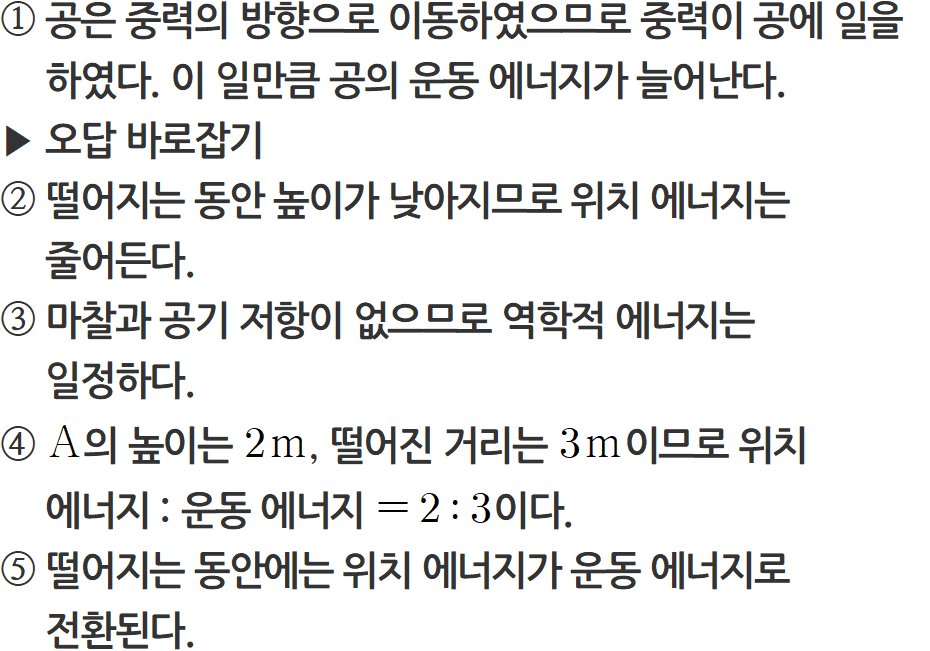 ① 공은 중력의 방향으로 이동하였으므로 중력이 공에 일을
하였다. 이 일만큼 공의 운동 에너지가 늘어난다.
▶ 오답 바로잡기
② 떨어지는 동안 높이가 낮아지므로 위치 에너지는
줄어든다.
③ 마찰과 공기 저항이 없으므로 역학적 에너지는
일정하다.
④ A의 높이는 2m, 떨어진 거리는 3m이므로 위치
에너지 : 운동 에너지 = 2 : 3이다.
⑤ 떨어지는 동안에는 위치 에너지가 운동 에너지로
전환된다.